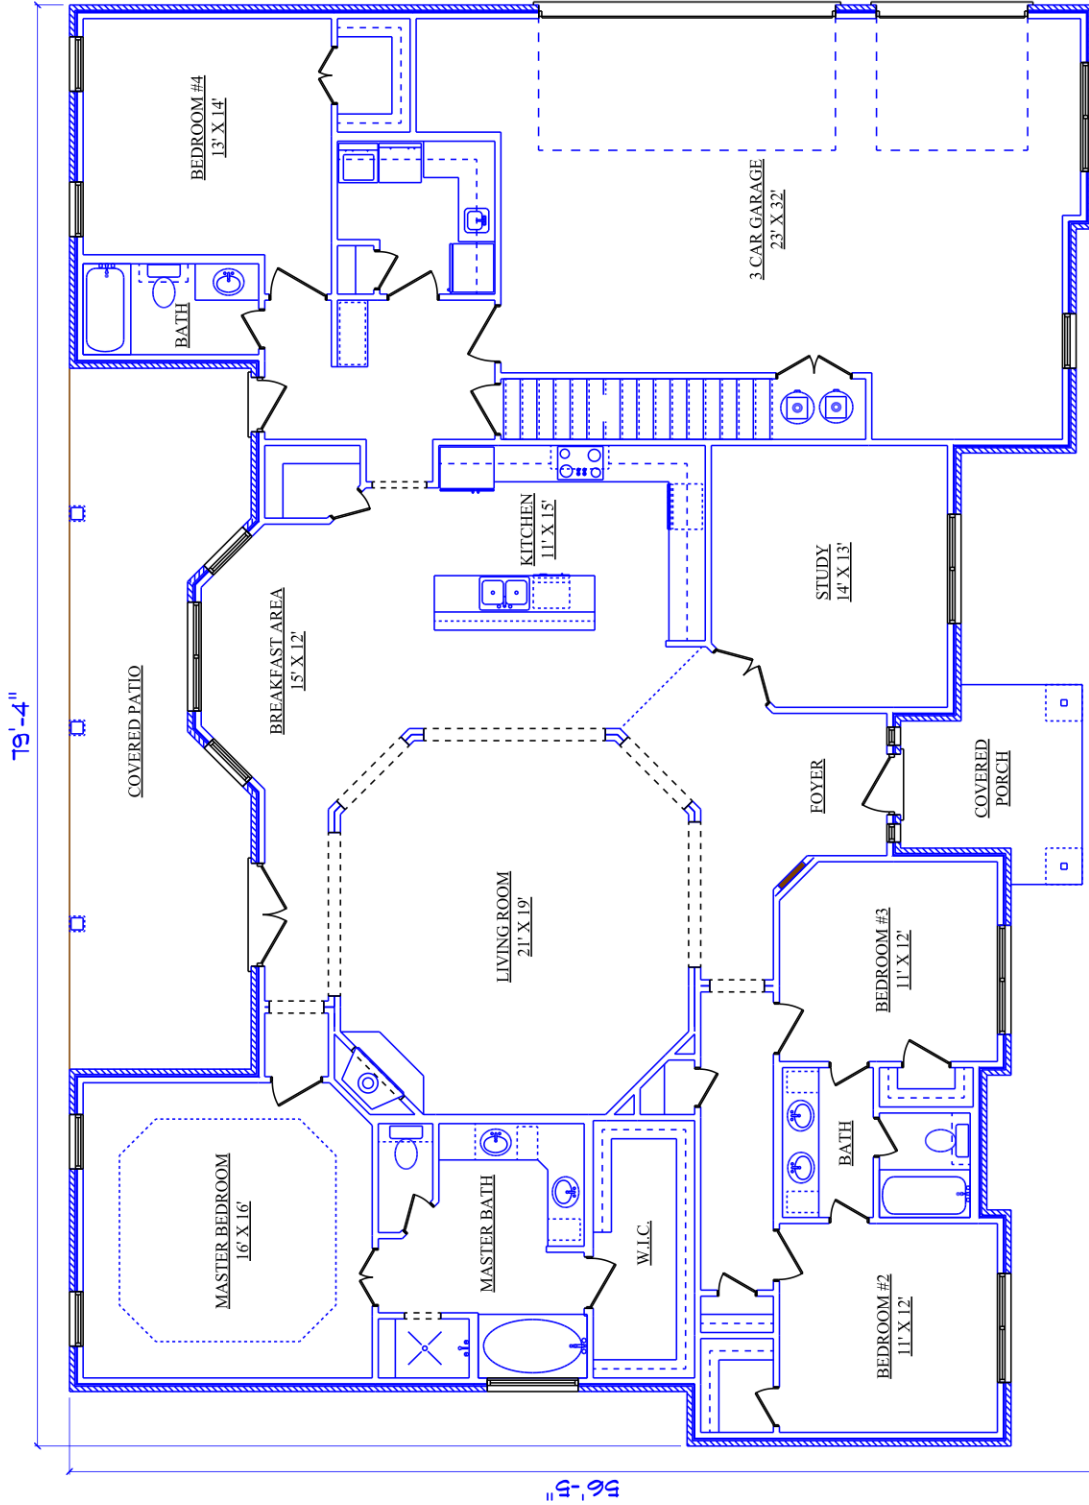 79'-4"
56'-5"
COVERED PATIO
MASTER BEDROOM
16' X 16'
BREAKFAST AREA
15' X 12'
BATH
BEDROOM #4
13' X 14'
MASTER BATH
LIVING ROOM
21' X 19'
KITCHEN
11' X 15'
W.I.C.
3 CAR GARAGE
23' X 32'
FOYER
STUDY
14' X 13'
BATH
BEDROOM #2
11' X 12'
BEDROOM #3
11' X 12'
COVERED
PORCH